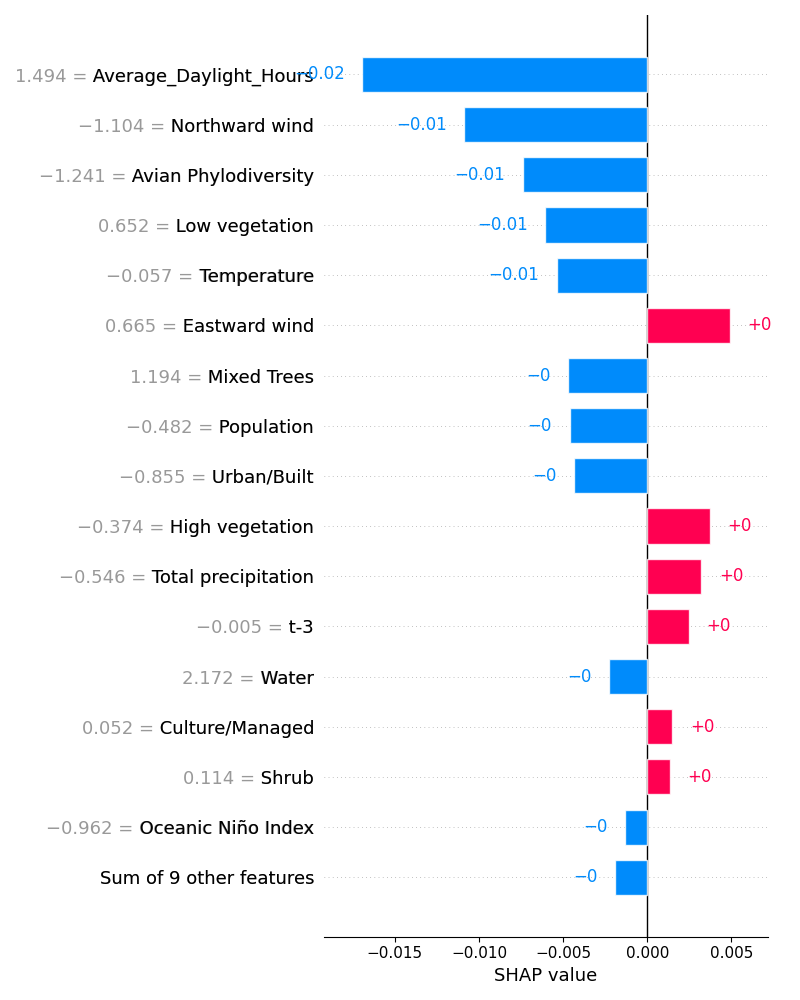 1.494 = Average_Daylight_Hours −0.02
−1.104 = Northward wind −0.01
−1.241 = Avian Phylodiversity −0.01
0.652 = Low vegetation −0.01
−0.057 = Temperature −0.01
0.665 = Eastward wind +0
1.194 = Mixed Trees −0
−0.482 = Population −0
−0.855 = Urban/Built −0
−0.374 = High vegetation +0
−0.546 = Total precipitation +0
−0.005 = t-3 +0
2.172 = Water −0
0.052 = Culture/Managed +0
0.114 = Shrub +0
−0.962 = Oceanic Niño Index −0
Sum of 9 other features −0
−0.015 −0.010 −0.005 0.000 0.005
SHAP value